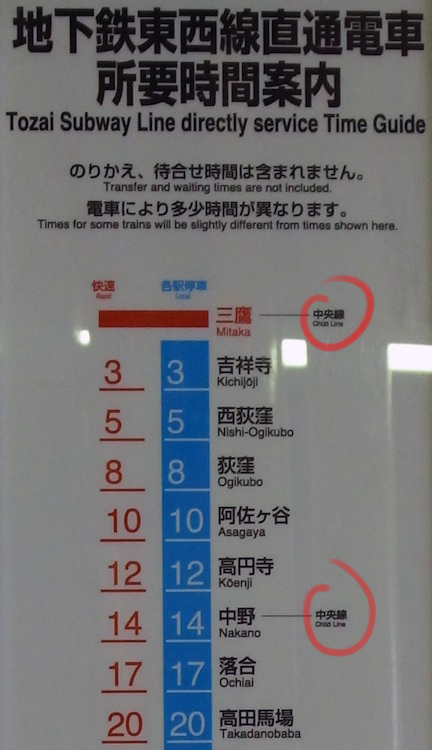 地下鉄東西線直通電車
所要時間案内
Tozai Subway Line directly service Time Guide
のりかえ、待合せ時間は含まれません。
Transfer and waiting times are not included.
電車により多少時間が異なります。
Times for some trains will be slightly different from times shown here.
快速 各駅停車
Rapid Local
三鷹 中央線
Mitaka Chūō Line
3 3 吉祥寺
Kichijōji
5 5 西荻窪
Nishi-Ogikubo
8 8 荻窪
Ogikubo
10 10 阿佐ヶ谷
Asagaya
12 12 高円寺
Kōenji
14 14 中野 中央線
Nakano Chūō Line
17 17 落合
Ochiai
20 20 高田馬場
Takadanobaba